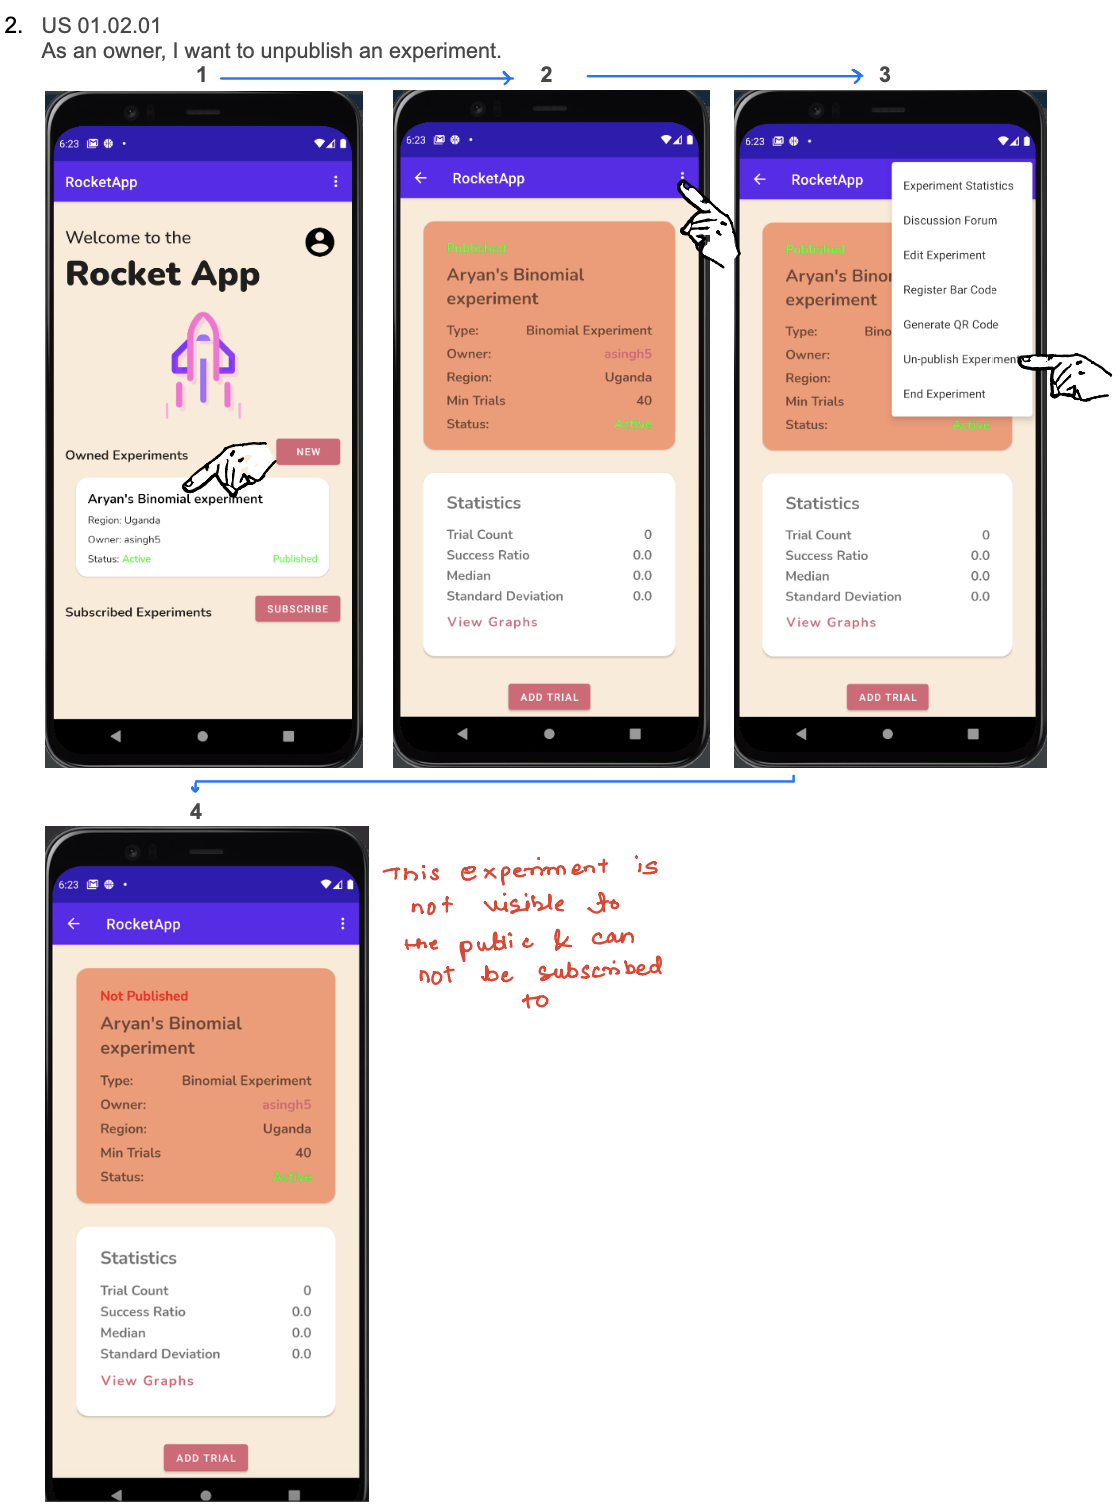 2. US 01.02.01
As an owner, I want to unpublish an experiment.
1 2 3
6:23
RocketApp
Welcome to the
Rocket App
Owned Experiments NEW
Aryan's Binomial experiment
Region: Uganda
Owner: asingh5
Status: Active Published
Subscribed Experiments SUBSCRIBE
6:23
RocketApp
Published
Aryan's Binomial
experiment
Type: Binomial Experiment
Owner: asingh5
Region: Uganda
Min Trials 40
Status: Active
Statistics
Trial Count 0
Success Ratio 0.0
Median 0.0
Standard Deviation 0.0
View Graphs
ADD TRIAL
6:23
RocketApp
Experiment Statistics
Discussion Forum
Edit Experiment
Register Bar Code
Generate QR Code
Un-publish Experiment
End Experiment
Published
Aryan's Binor
experiment
Type: Bino
Owner:
Region:
Min Trials
Status: Active
Statistics
Trial Count 0
Success Ratio 0.0
Median 0.0
Standard Deviation 0.0
View Graphs
ADD TRIAL
4
6:23
RocketApp
Not Published
Aryan's Binomial
experiment
Type: Binomial Experiment
Owner: asingh5
Region: Uganda
Min Trials 40
Status: Active
Statistics
Trial Count 0
Success Ratio 0.0
Median 0.0
Standard Deviation 0.0
View Graphs
ADD TRIAL
This experiment is
not visible to
the public & can
not be subscribed
to